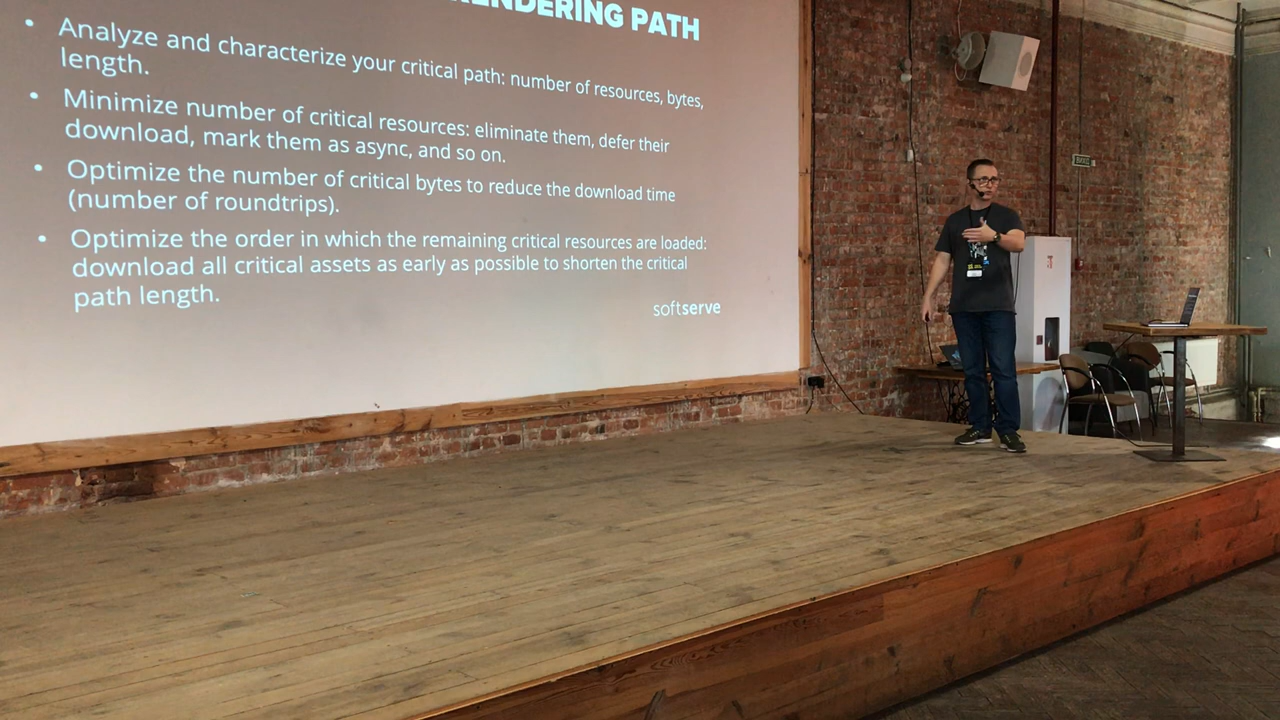 RENDERING PATH
• Analyze and characterize your critical path: number of resources, bytes,
length.
• Minimize number of critical resources: eliminate them, defer their
download, mark them as async, and so on.
• Optimize the number of critical bytes to reduce the download time
(number of roundtrips).
• Optimize the order in which the remaining critical resources are loaded:
download all critical assets as early as possible to shorten the critical
path length.
softserve